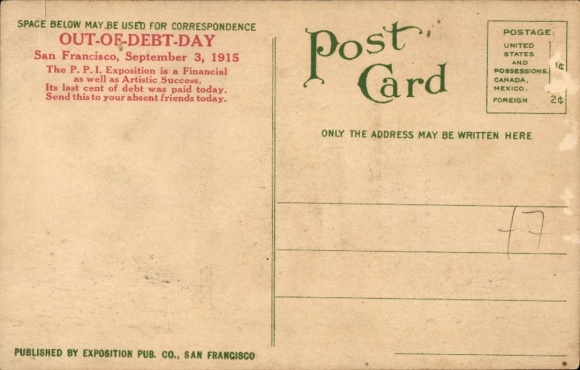 SPACE BELOW MAY BE USED FOR CORRESPONDENCE
OUT-OF-DEBT-DAY
San Francisco, September 3, 1915
The P. P. I. Exposition is a Financial
as well as Artistic Success.
Its last cent of debt was paid today.
Send this to your absent friends today.
Post
Card
POSTAGE:
UNITED
STATES
AND
POSSESSIONS,
CANADA,
MEXICO.
¢
FOREIGN 2¢
ONLY THE ADDRESS MAY BE WRITTEN HERE
47
PUBLISHED BY EXPOSITION PUB. CO., SAN FRANCISCO